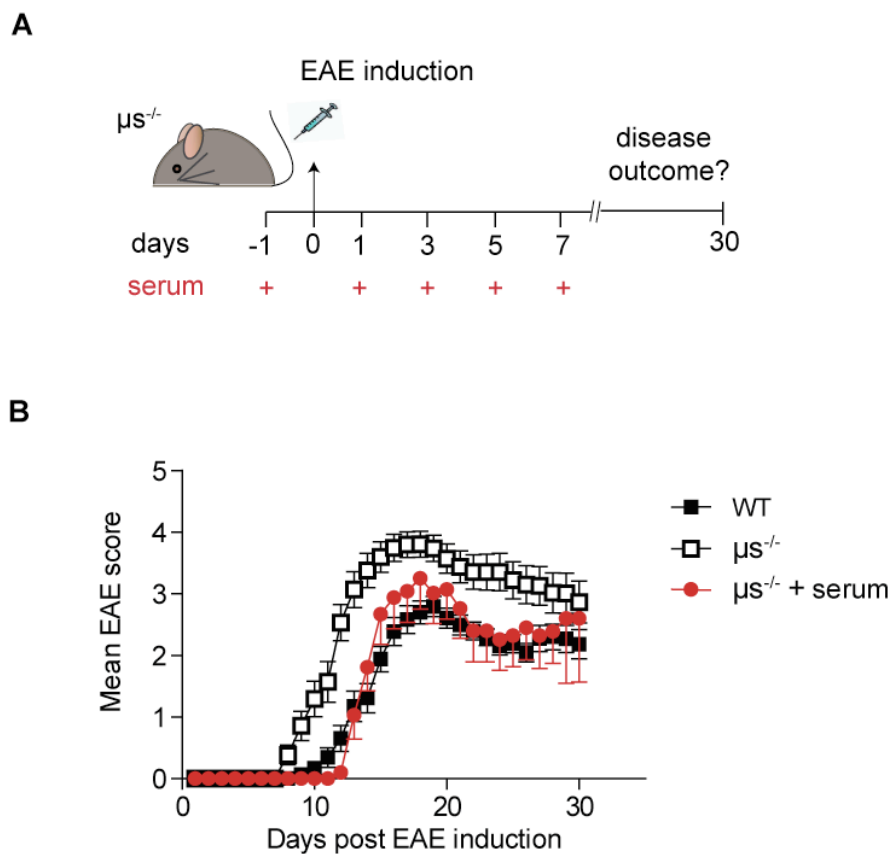 A
EAE induction
µs-/-
disease
outcome?
days -1 0 1 3 5 7 30
serum + + + + +
B
5
4
3
2
1
0
Mean EAE score
0 10 20 30
Days post EAE induction
WT
µs-/-
µs-/- + serum